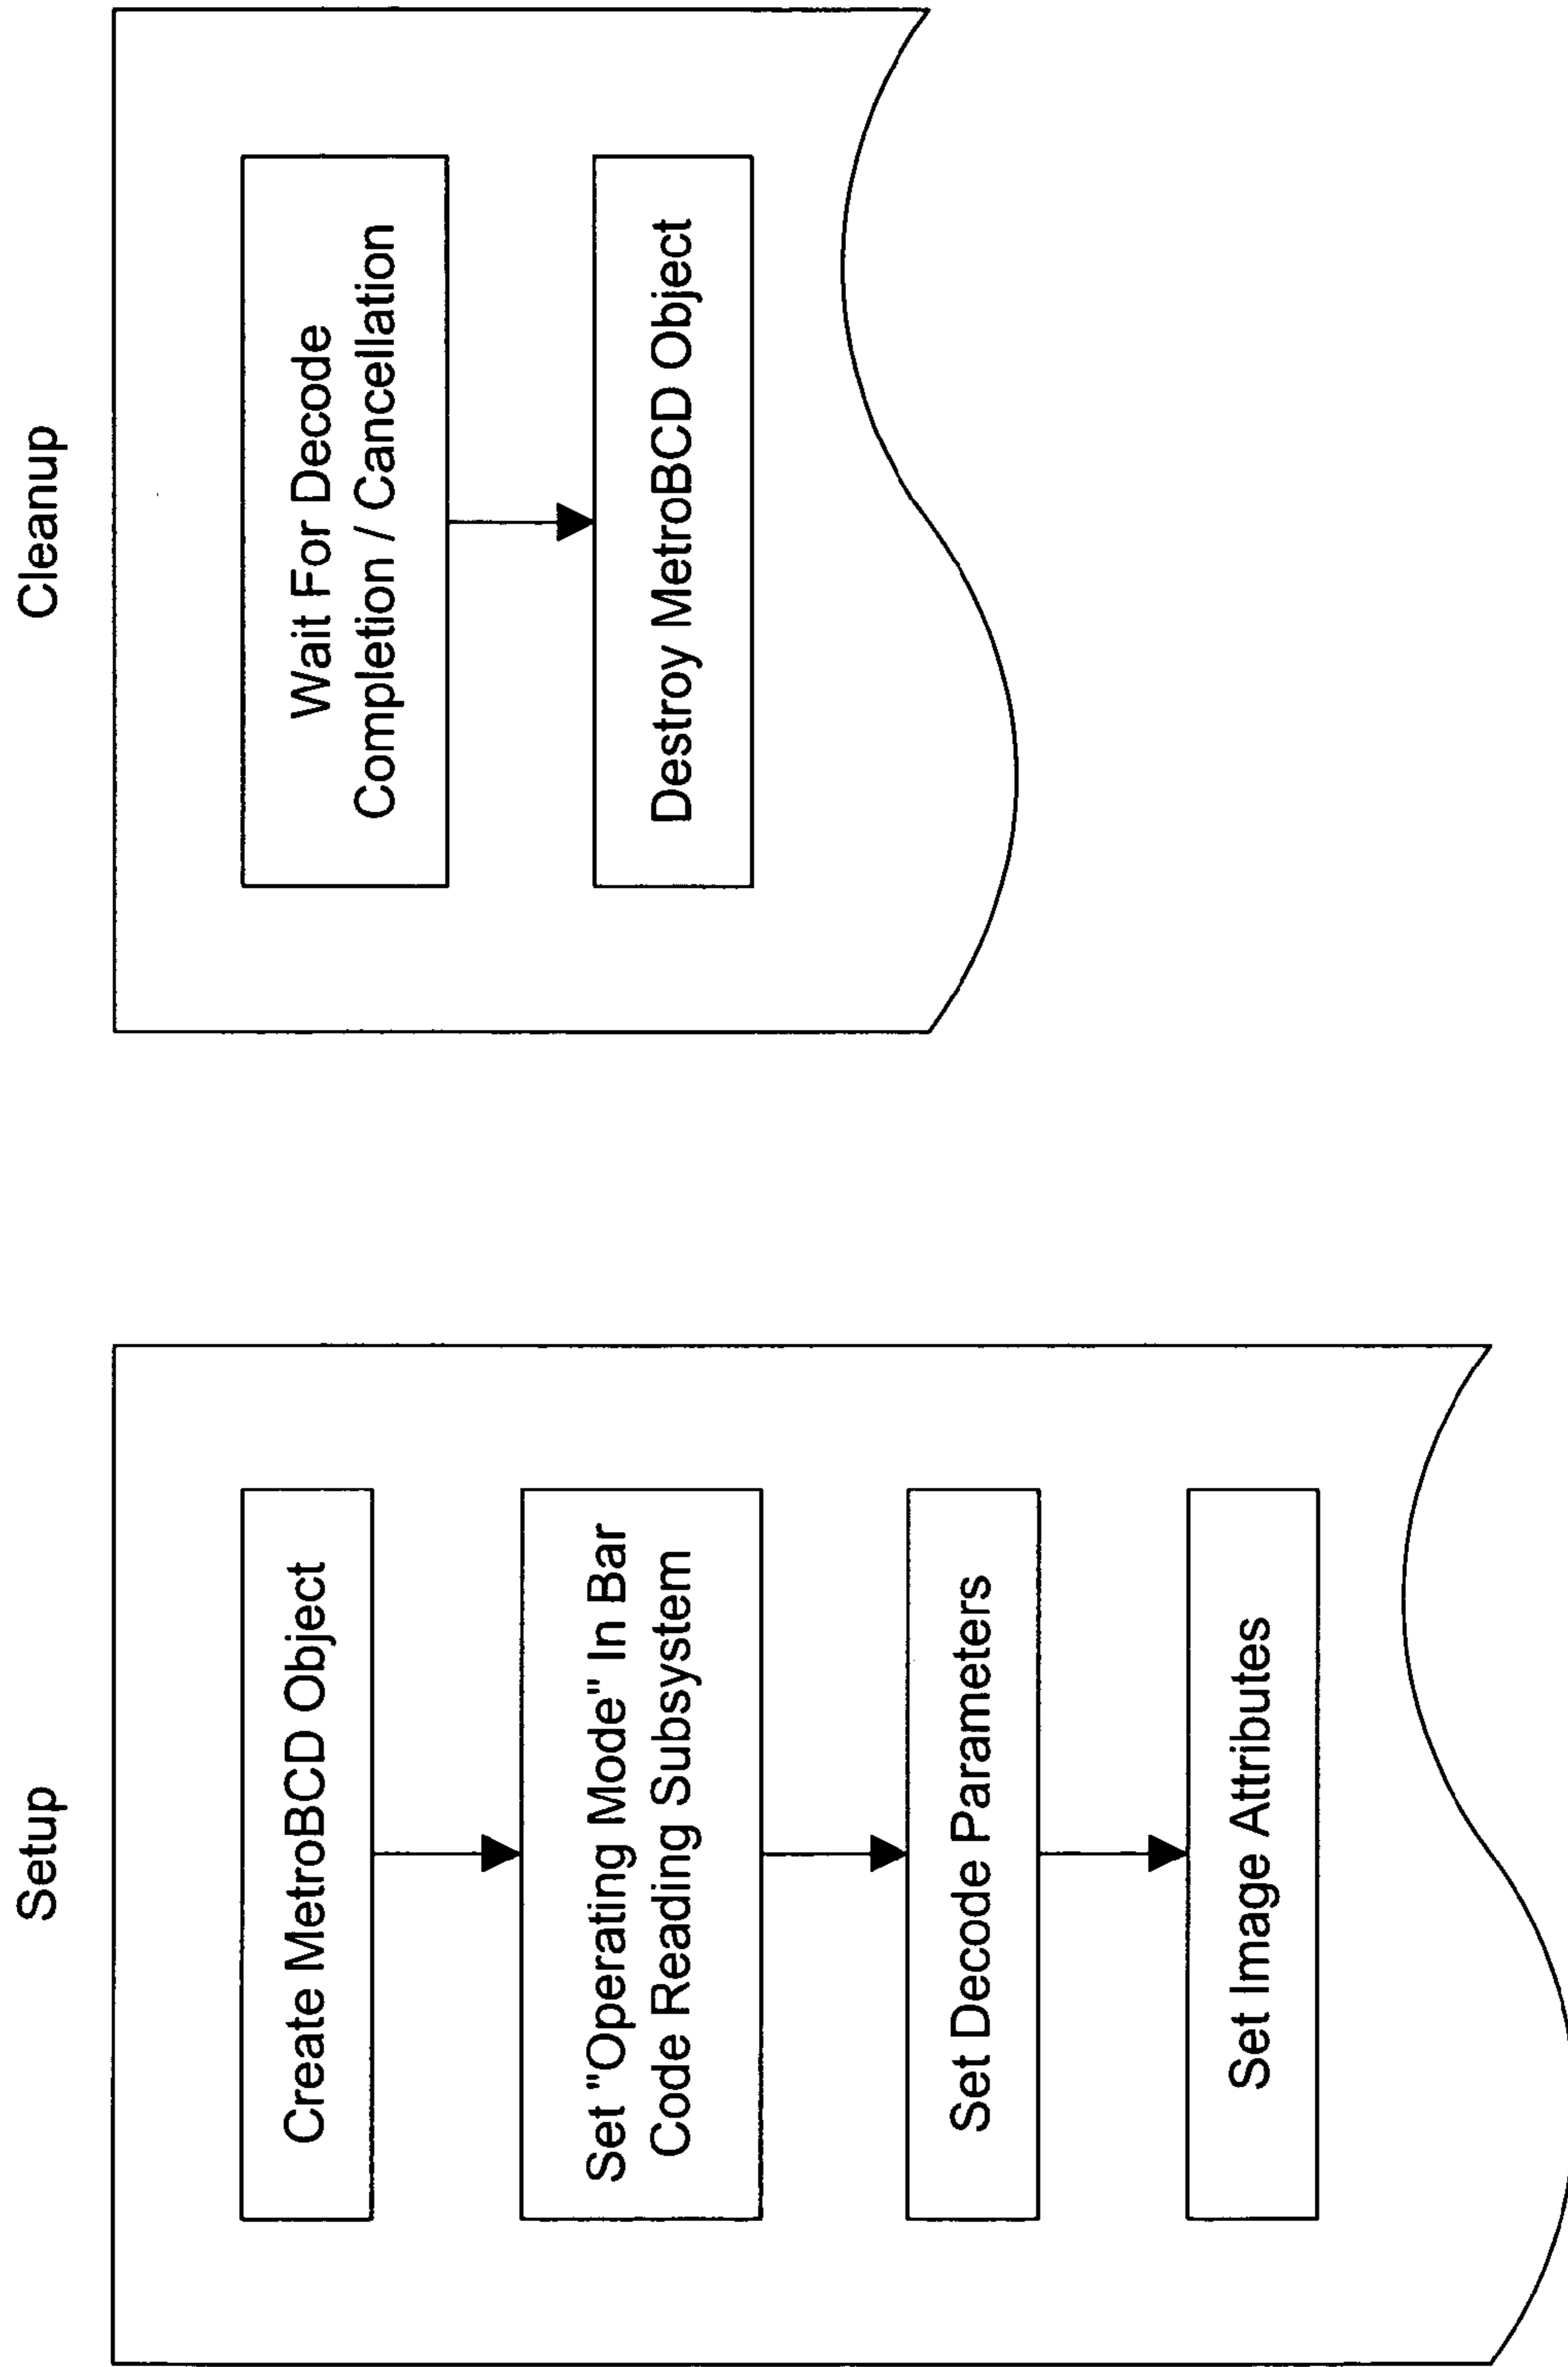 Setup
Create MetroBCD Object
Set "Operating Mode" In Bar
Code Reading Subsystem
Set Decode Parameters
Set Image Attributes
Cleanup
Wait For Decode
Completion / Cancellation
Destroy MetroBCD Object